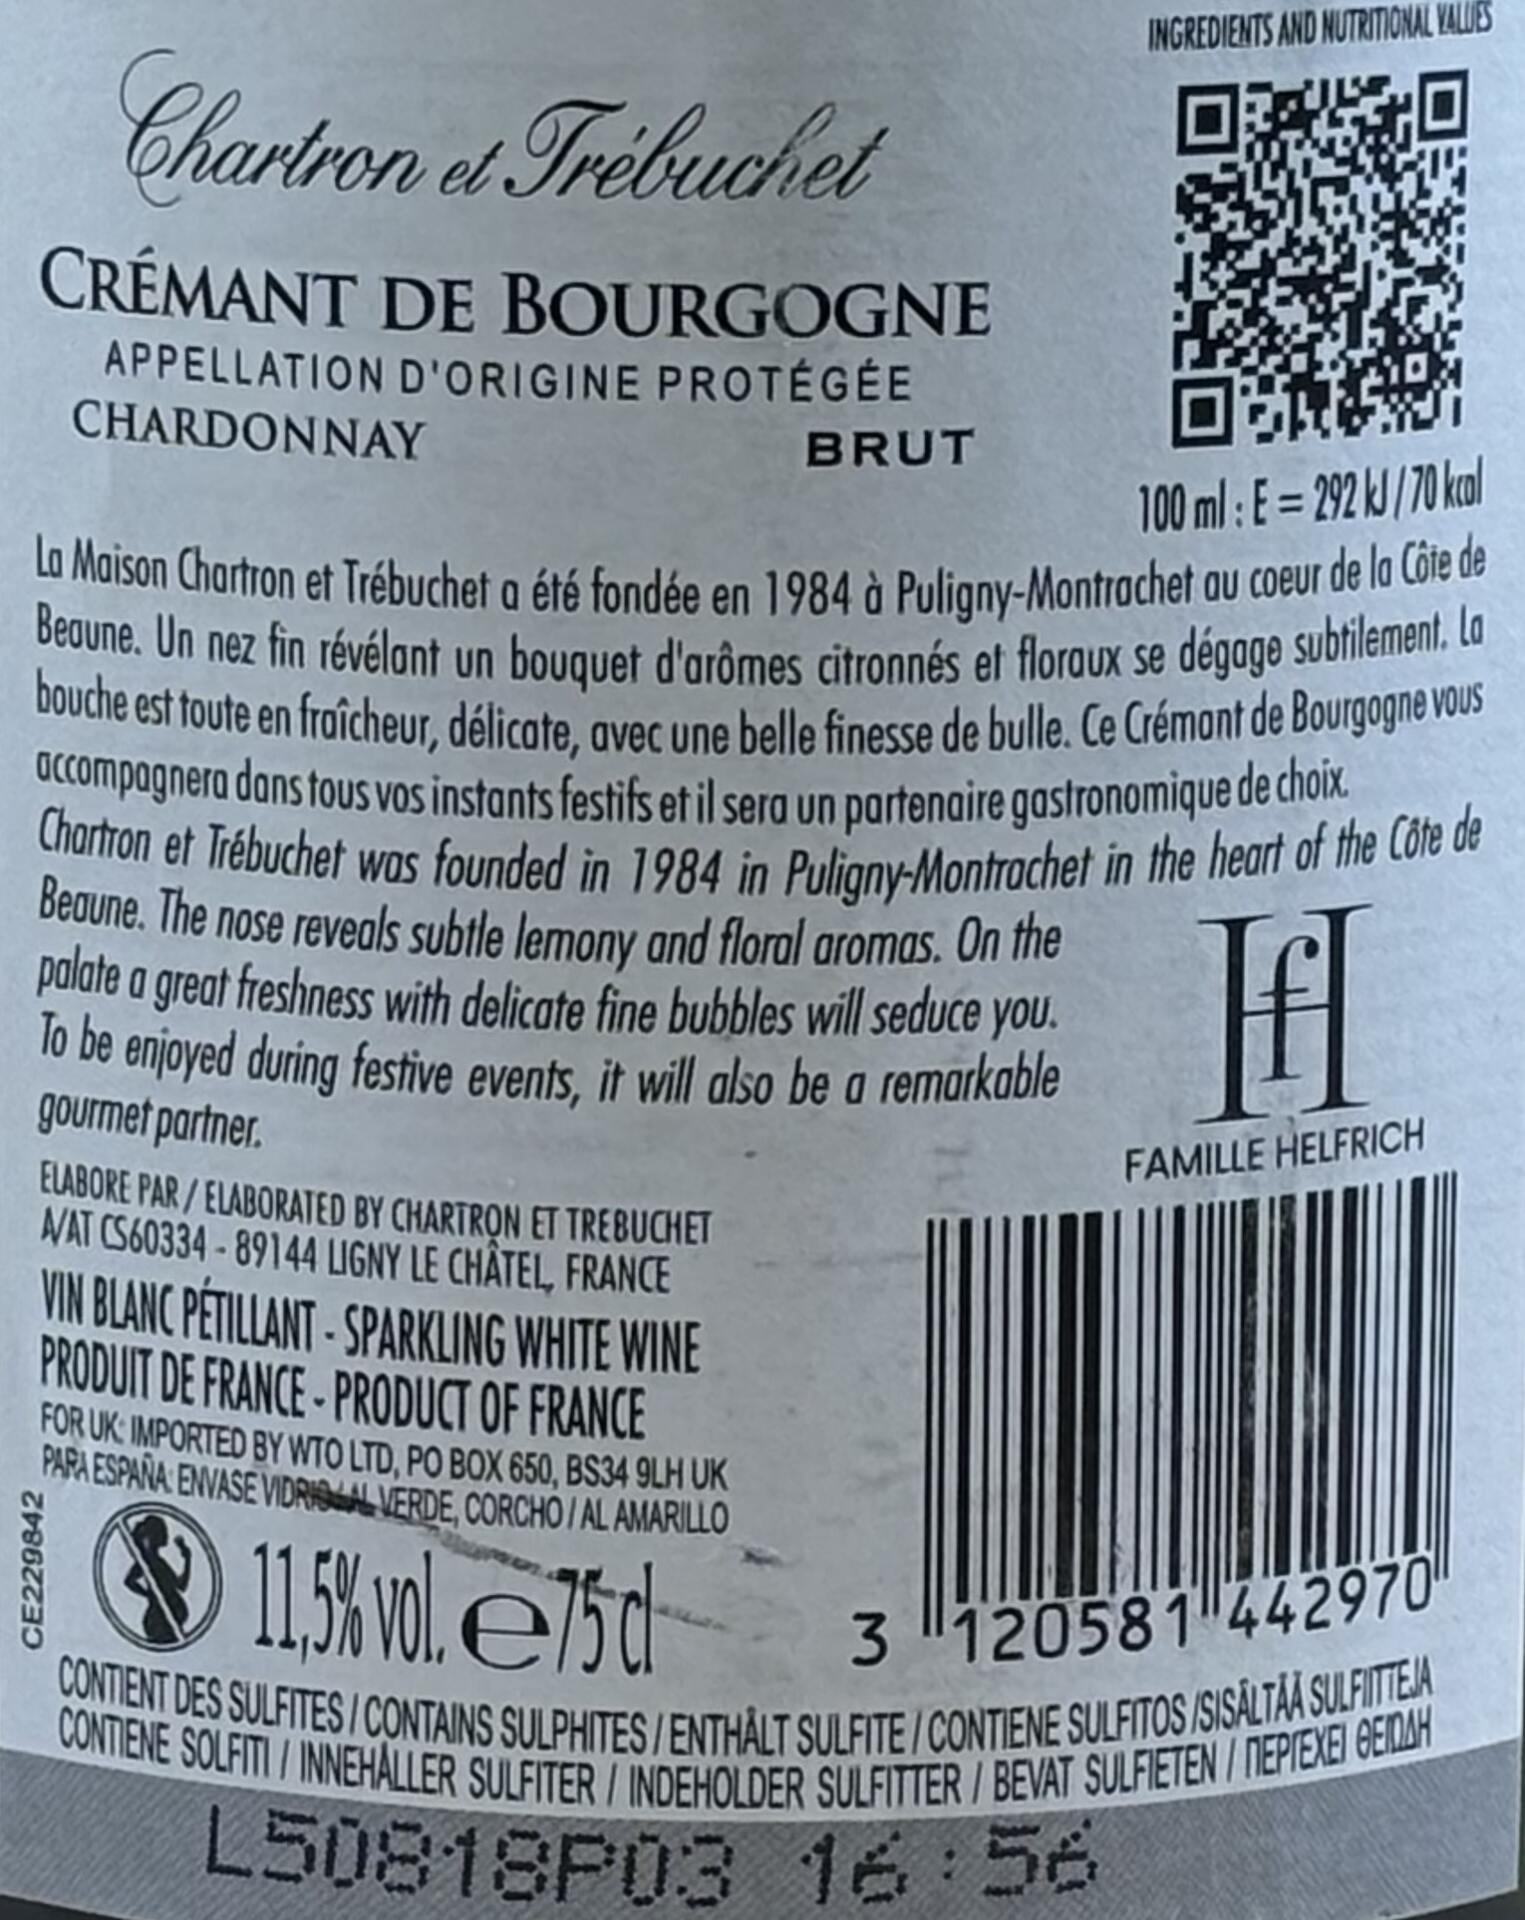 INGREDIENTS AND NUTRITIONAL VALUES
Chartron et Trébuchet
CRÉMANT DE BOURGOGNE
APPELLATION D'ORIGINE PROTÉGÉE
CHARDONNAY BRUT
100 ml : E = 292 kJ / 70 kcal
La Maison Chartron et Trébuchet a été fondée en 1984 à Puligny-Montrachet au coeur de la Côte de
Beaune. Un nez fin révélant un bouquet d'arômes citronnés et floraux se dégage subtilement. La
bouche est toute en fraîcheur, délicate, avec une belle finesse de bulle. Ce Crémant de Bourgogne vous
accompagnera dans tous vos instants festifs et il sera un partenaire gastronomique de choix.
Chartron et Trébuchet was founded in 1984 in Puligny-Montrachet in the heart of the Côte de
Beaune. The nose reveals subtle lemony and floral aromas. On the
palate a great freshness with delicate fine bubbles will seduce you.
To be enjoyed during festive events, it will also be a remarkable
gourmet partner.
HfH
FAMILLE HELFRICH
ELABORE PAR / ELABORATED BY CHARTRON ET TREBUCHET
A/AT CS60334 - 89144 LIGNY LE CHÂTEL, FRANCE
VIN BLANC PÉTILLANT - SPARKLING WHITE WINE
PRODUIT DE FRANCE - PRODUCT OF FRANCE
FOR UK: IMPORTED BY WTO LTD, PO BOX 650, BS34 9LH UK
PARA ESPAÑA: ENVASE VIDRIO / AL VERDE, CORCHO / AL AMARILLO
CE229842
11,5% vol. e 75 cl
3 120581 442970
CONTIENT DES SULFITES / CONTAINS SULPHITES / ENTHÄLT SULFITE / CONTIENE SULFITOS /SISÄLTÄÄ SULFIITTEJA
CONTIENE SOLFITI / INNEHÅLLER SULFITER / INDEHOLDER SULFITTER / BEVAT SULFIETEN / ΠΕΡΙΕΧΕΙ ΘΕΙΩΔΗ
L50818P03 16:56